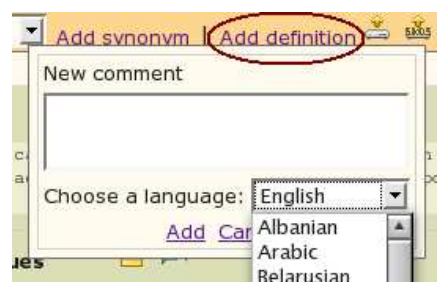 Add synonym | Add definition
New comment
Choose a language: English
Add
Albanian
Arabic
Belarusian